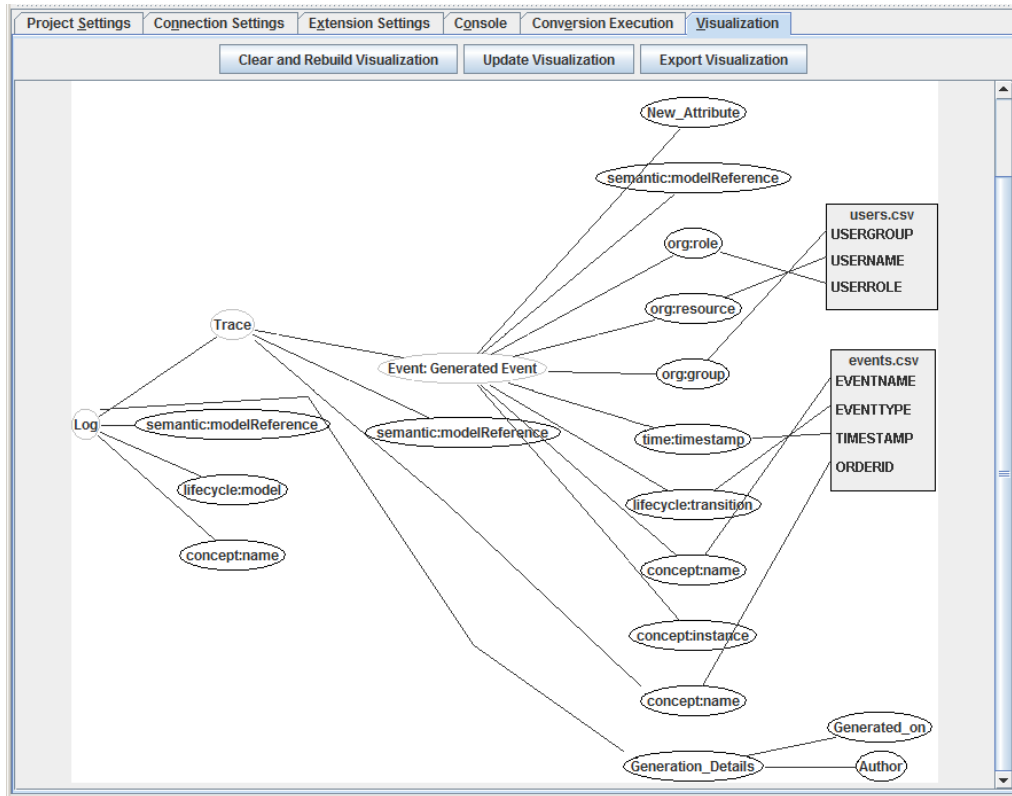 Project Settings
Connection Settings
Extension Settings
Console
Conversion Execution
Visualization
Clear and Rebuild Visualization
Update Visualization
Export Visualization
New_Attribute
semantic:modelReference
users.csv
USERGROUP
org:role
USERNAME
USERROLE
org:resource
Trace
events.csv
Event: Generated Event
org:group
EVENTNAME
EVENTTYPE
Log
semantic:modelReference
semantic:modelReference
time:timestamp
TIMESTAMP
ORDERID
lifecycle:model
lifecycle:transition
concept:name
concept:name
concept:instance
concept:name
Generated_on
Generation_Details
Author